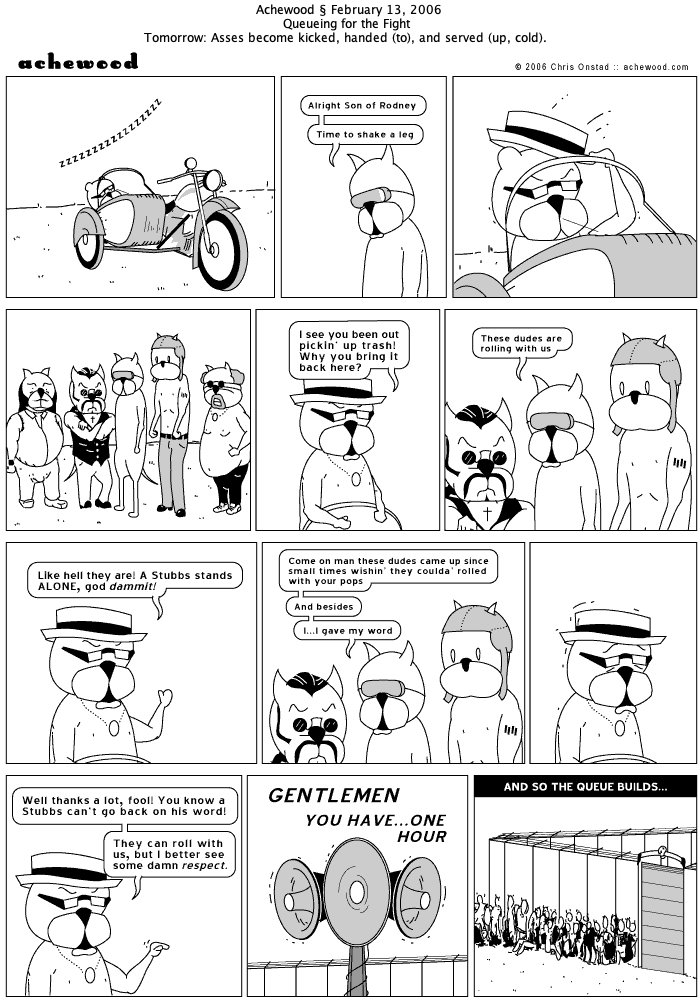 Achewood § February 13, 2006
Queueing for the Fight
Tomorrow: Asses become kicked, handed (to), and served (up, cold).
achewood
© 2006 Chris Onstad :: achewood.com
zzzzzzzzzzzzzzzzzz
Alright Son of Rodney
Time to shake a leg
I see you been out
pickin' up trash!
Why you bring it
back here?
These dudes are
rolling with us
Like hell they are! A Stubbs stands
ALONE, god dammit!
Come on man these dudes came up since
small times wishin' they coulda' rolled
with your pops
And besides
I...I gave my word
Well thanks a lot, fool! You know a
Stubbs can't go back on his word!
They can roll with
us, but I better see
some damn respect.
GENTLEMEN
YOU HAVE...ONE
HOUR
AND SO THE QUEUE BUILDS...